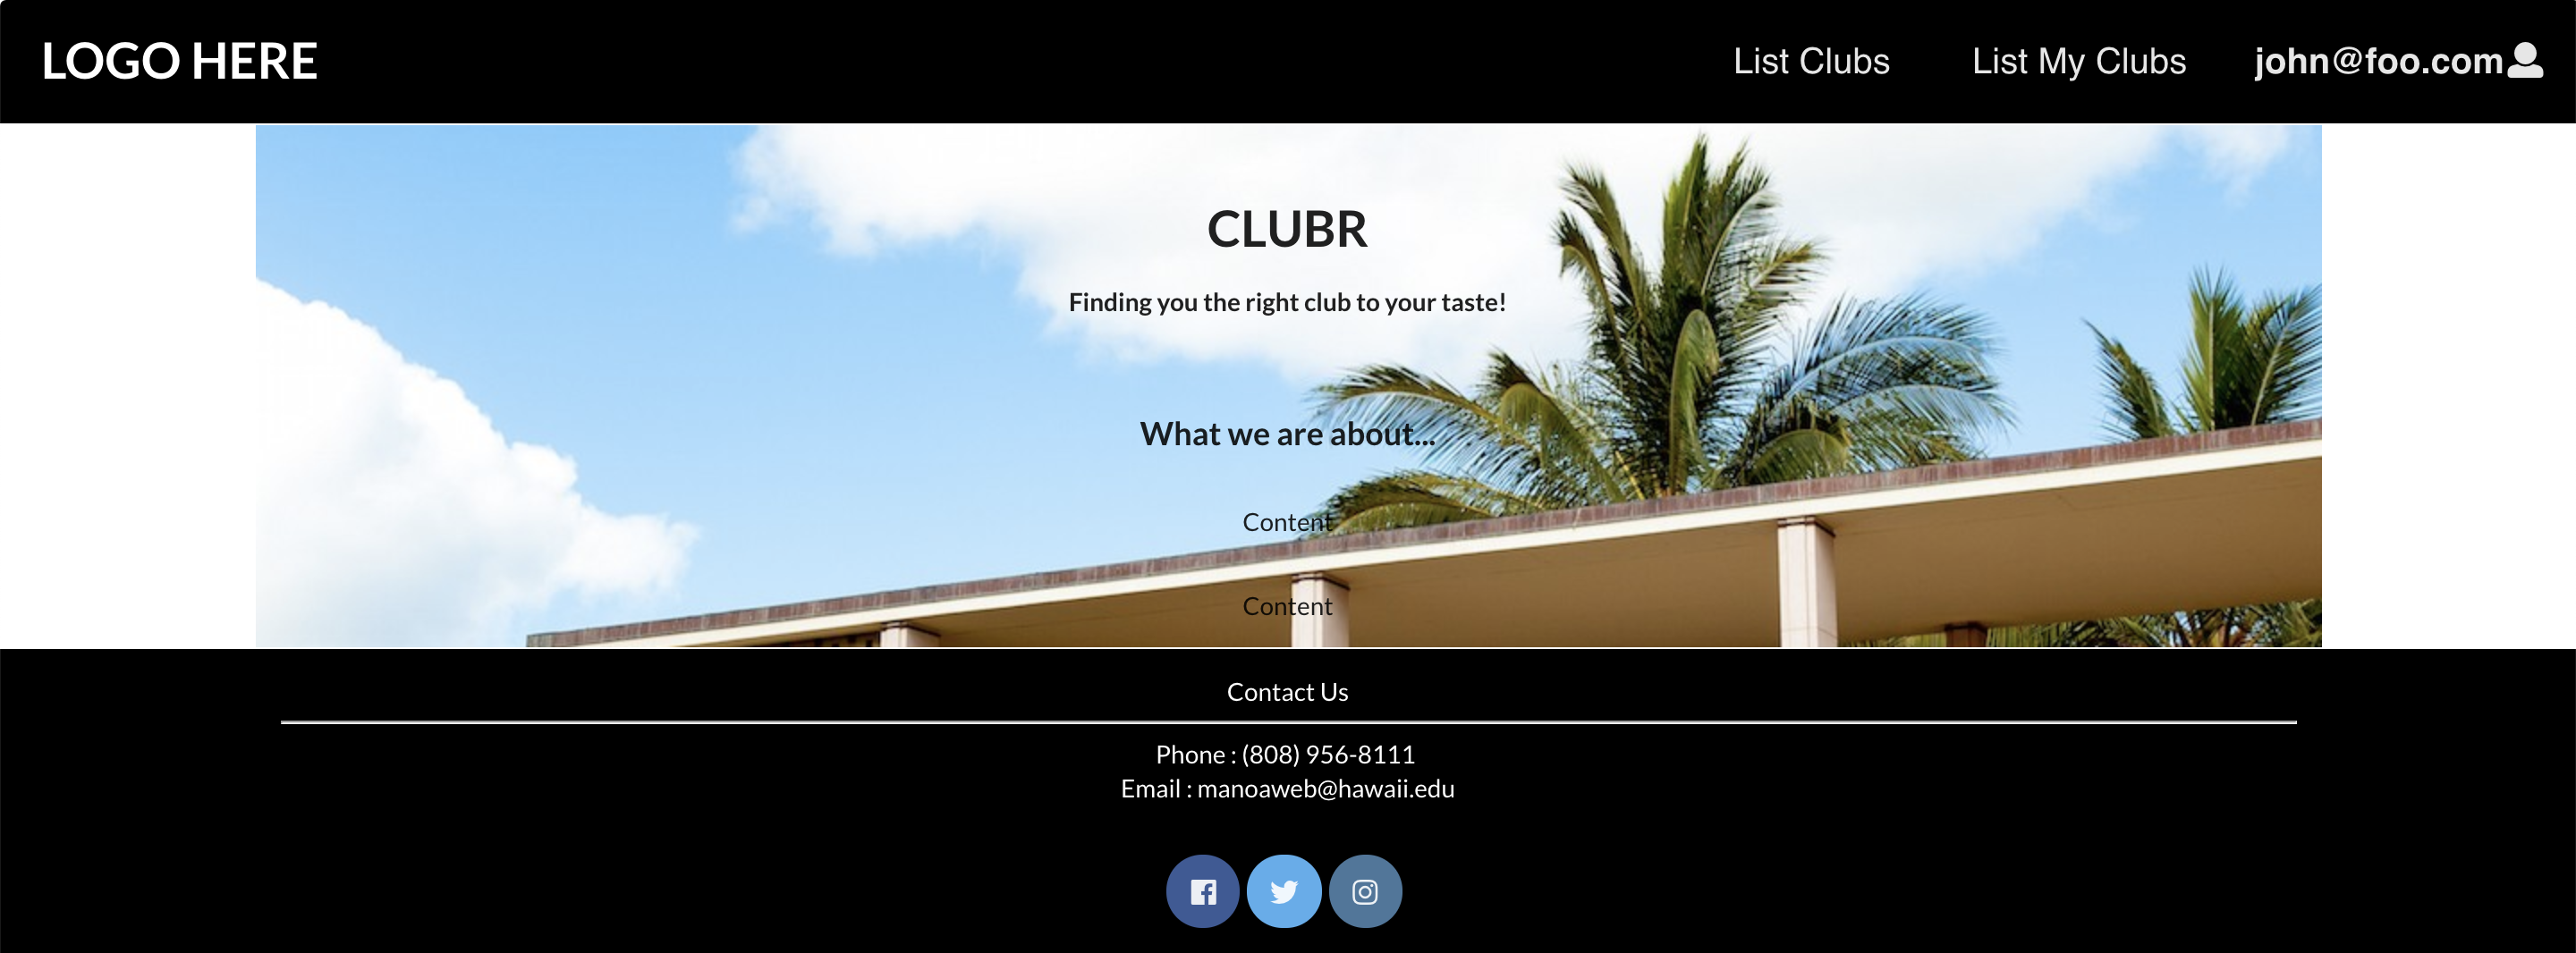 LOGO HERE
List Clubs
List My Clubs
john@foo.com
CLUBR
Finding you the right club to your taste!
What we are about...
Content
Content
Contact Us
Phone : (808) 956-8111
Email : manoaweb@hawaii.edu